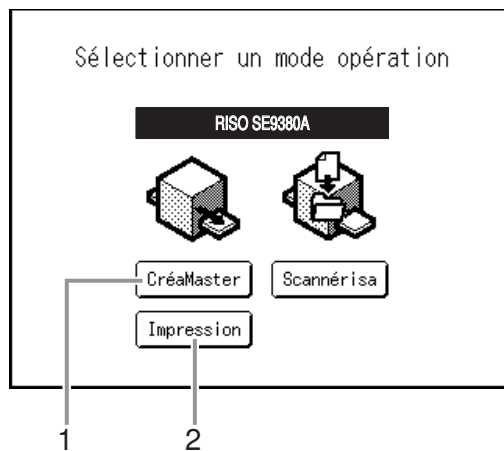 Sélectionner un mode opération
RISO SE9380A
CréaMaster Scannérisa
Impression
1 2